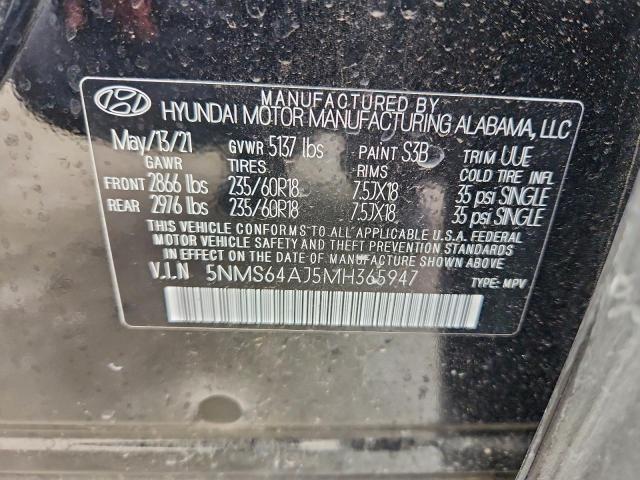 MANUFACTURED BY
HYUNDAI MOTOR MANUFACTURING ALABAMA, LLC
May/13/21 GVWR 5137 lbs PAINT S3B TRIM UUE
GAWR TIRES RIMS COLD TIRE INFL
FRONT 2866 lbs 235/60R18 7.5JX18 35 psi SINGLE
REAR 2976 lbs 235/60R18 7.5JX18 35 psi SINGLE
THIS VEHICLE CONFORMS TO ALL APPLICABLE U.S.A. FEDERAL
MOTOR VEHICLE SAFETY AND THEFT PREVENTION STANDARDS
IN EFFECT ON THE DATE OF MANUFACTURE SHOWN ABOVE.
V.I.N 5NMS64AJ5MH365947 TYPE: MPV